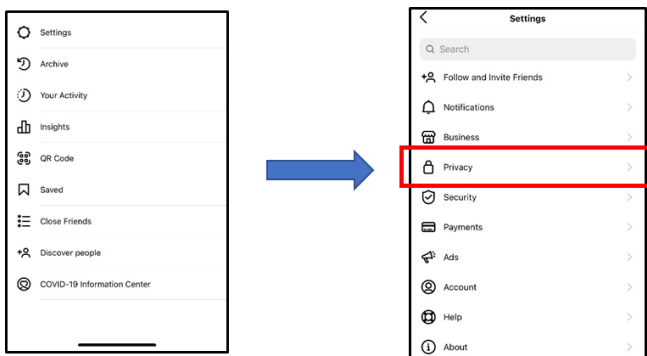 Settings
Archive
Your Activity
Insights
QR Code
Saved
Close Friends
Discover people
COVID-19 Information Center
Settings
Search
Follow and Invite Friends
Notifications
Business
Privacy
Security
Payments
Ads
Account
Help
About